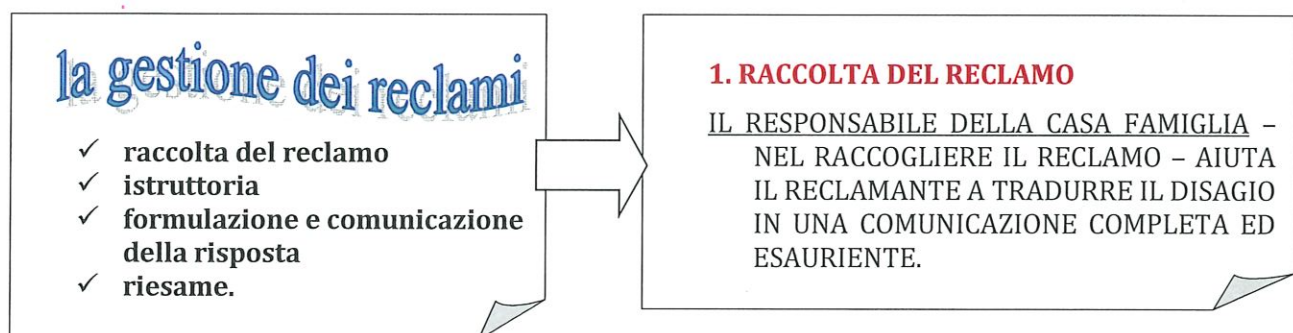 la gestione dei reclami
✓ raccolta del reclamo
✓ istruttoria
✓ formulazione e comunicazione
della risposta
✓ riesame.
1. RACCOLTA DEL RECLAMO
IL RESPONSABILE DELLA CASA FAMIGLIA –
NEL RACCOGLIERE IL RECLAMO – AIUTA
IL RECLAMANTE A TRADURRE IL DISAGIO
IN UNA COMUNICAZIONE COMPLETA ED
ESAURIENTE.